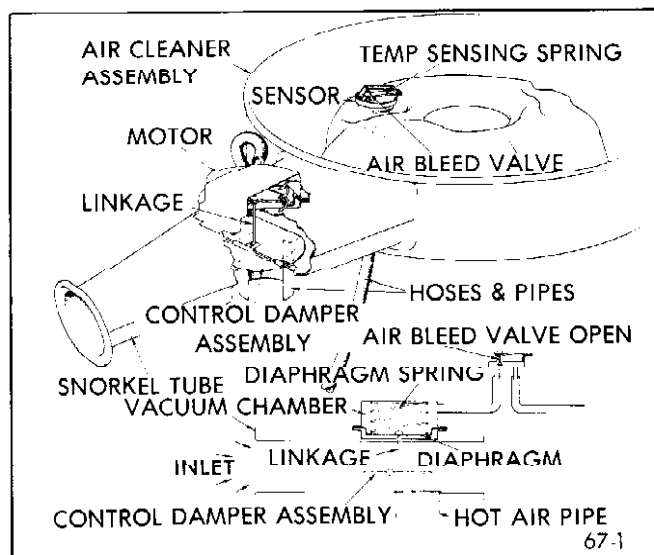 AIR CLEANER
ASSEMBLY
TEMP SENSING SPRING
SENSOR
MOTOR
AIR BLEED VALVE
LINKAGE
HOSES & PIPES
CONTROL DAMPER
ASSEMBLY
AIR BLEED VALVE OPEN
SNORKEL TUBE
DIAPHRAGM SPRING
VACUUM CHAMBER
INLET
LINKAGE
DIAPHRAGM
CONTROL DAMPER ASSEMBLY
HOT AIR PIPE
67-1